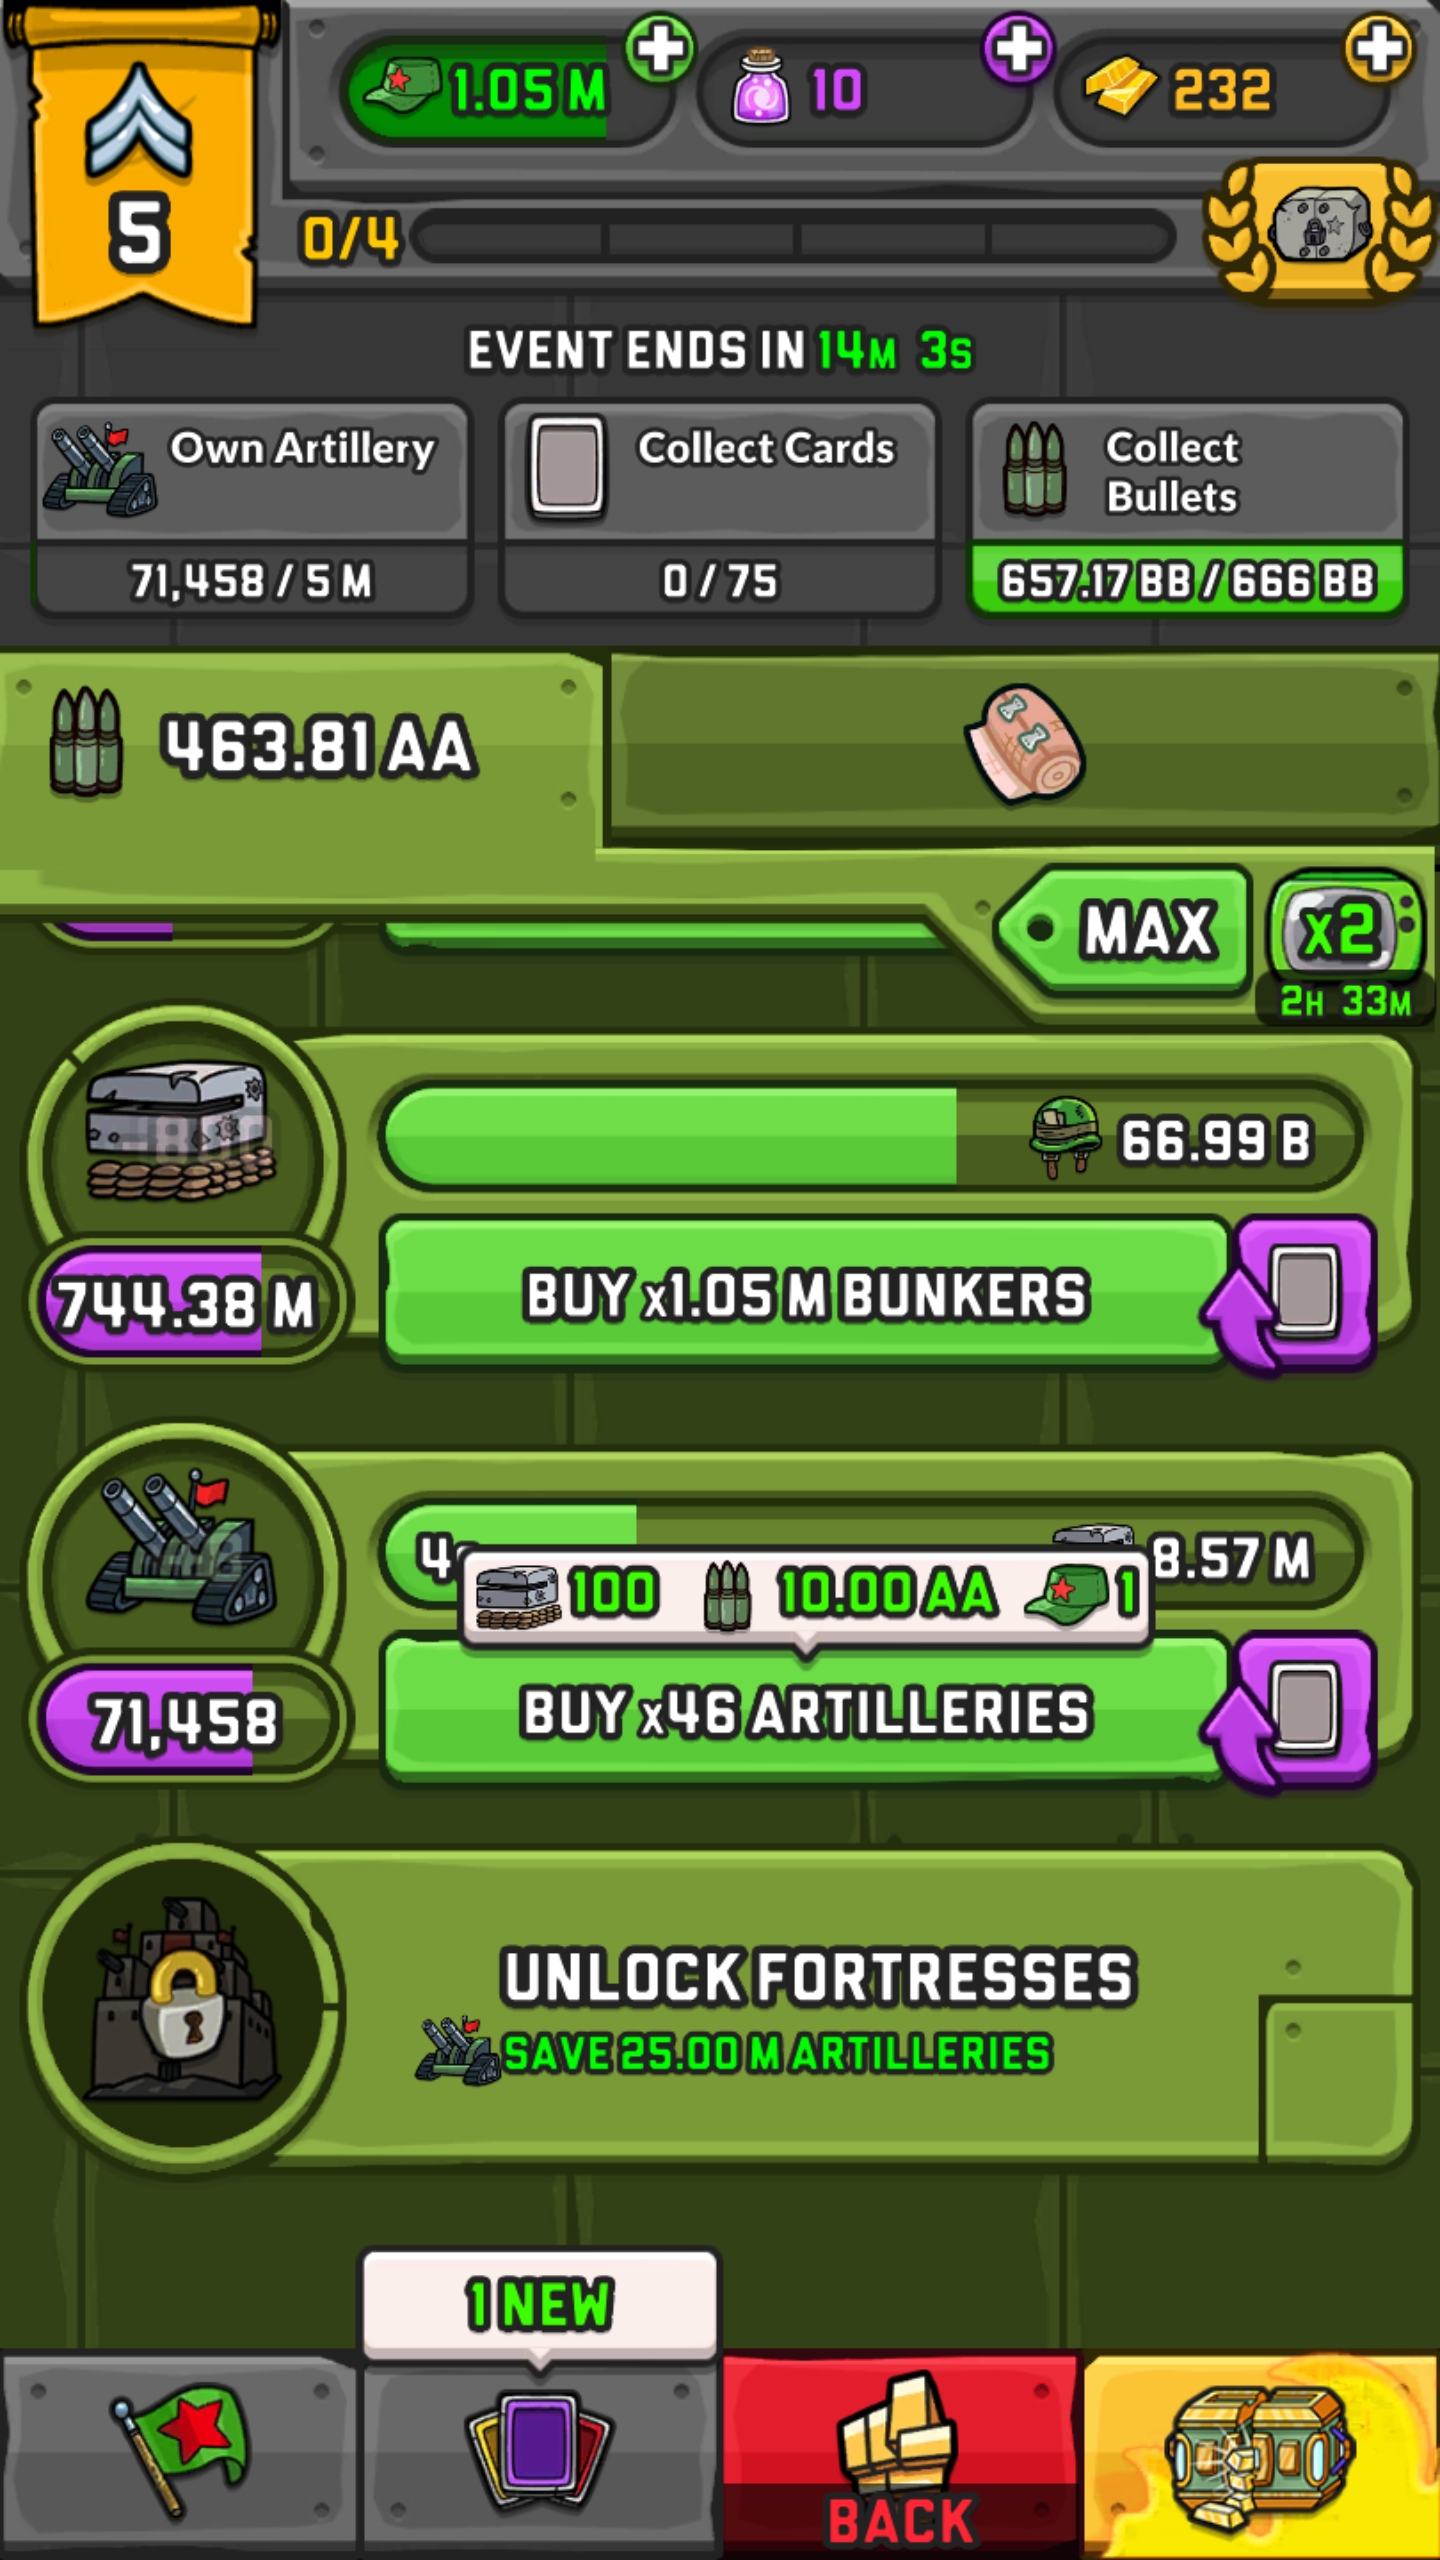 1.05 M
10
232
5
0/4
EVENT ENDS IN 14M 3S
Own Artillery
71,458 / 5 M
Collect Cards
0 / 75
Collect
Bullets
657.17 BB / 666 BB
463.81 AA
MAX
x2
2H 33M
66.99 B
744.38 M
BUY x1.05 M BUNKERS
8.57 M
100
10.00 AA
1
71,458
BUY x46 ARTILLERIES
UNLOCK FORTRESSES
SAVE 25.00 M ARTILLERIES
1 NEW
BACK